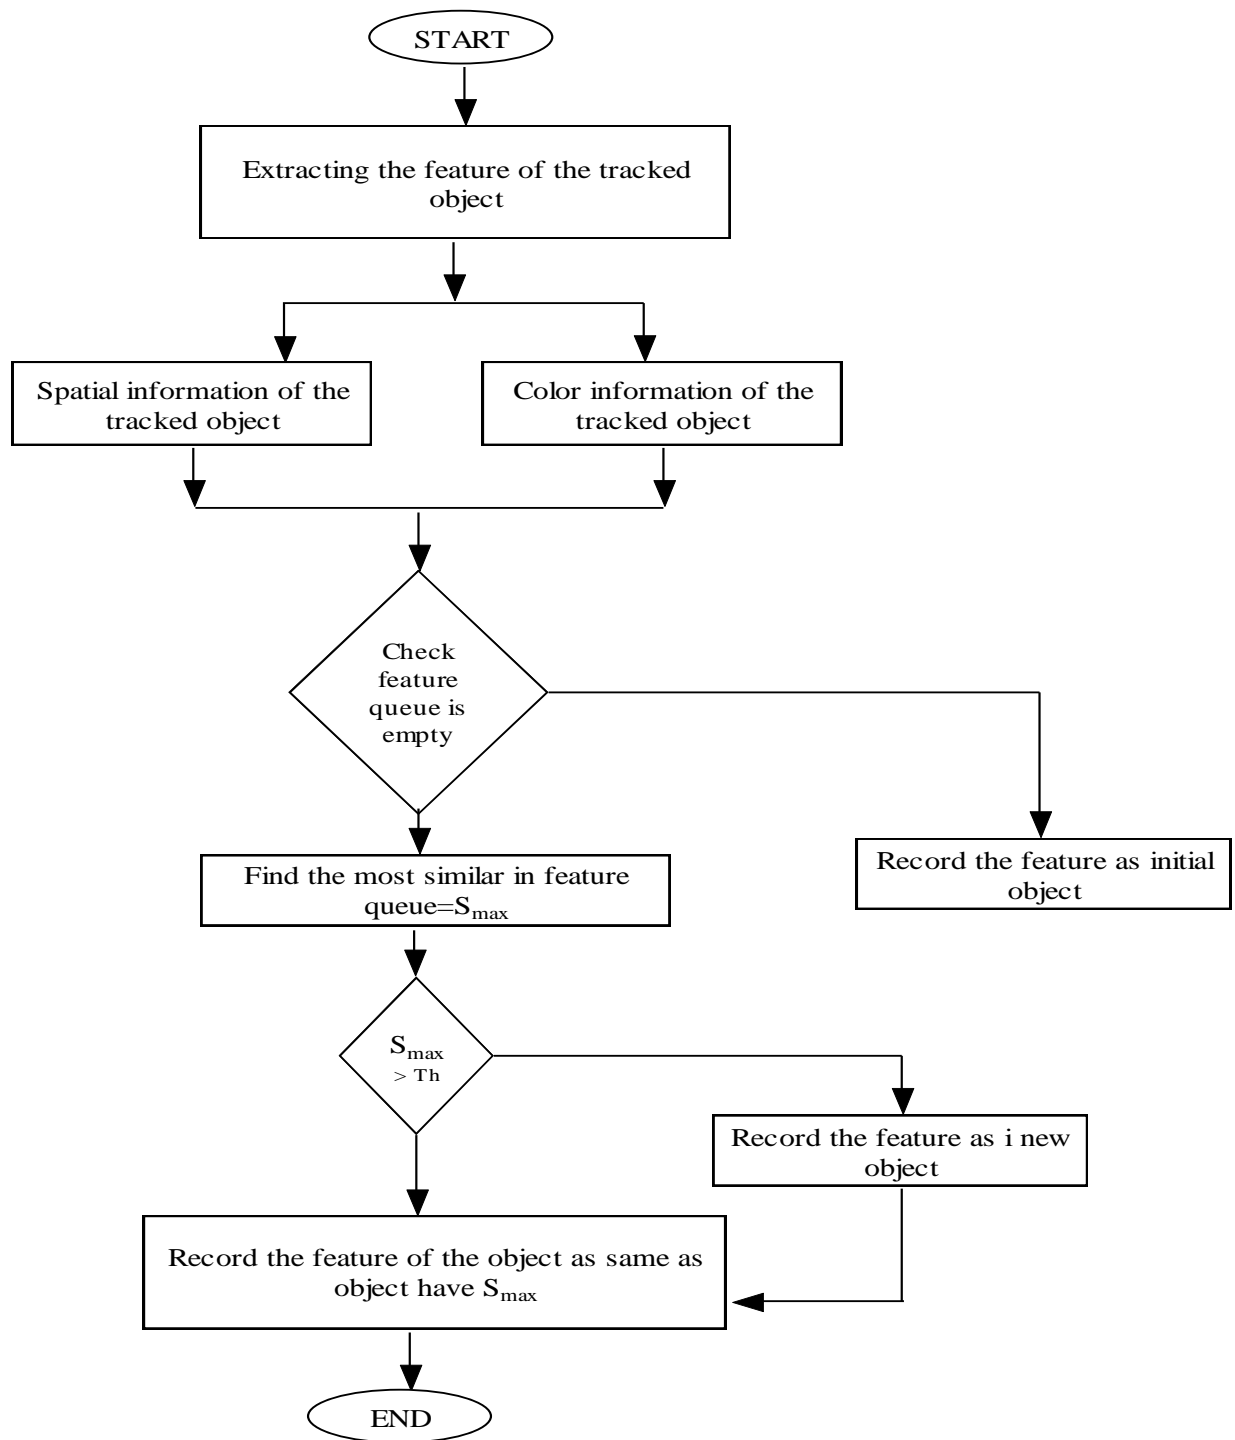 START
Extracting the feature of the tracked
object
Spatial information of the
tracked object
Color information of the
tracked object
Check
feature
queue is
empty
Find the most similar in feature
queue=Smax
Record the feature as initial
object
Smax
> Th
Record the feature as i new
object
Record the feature of the object as same as
object have Smax
END